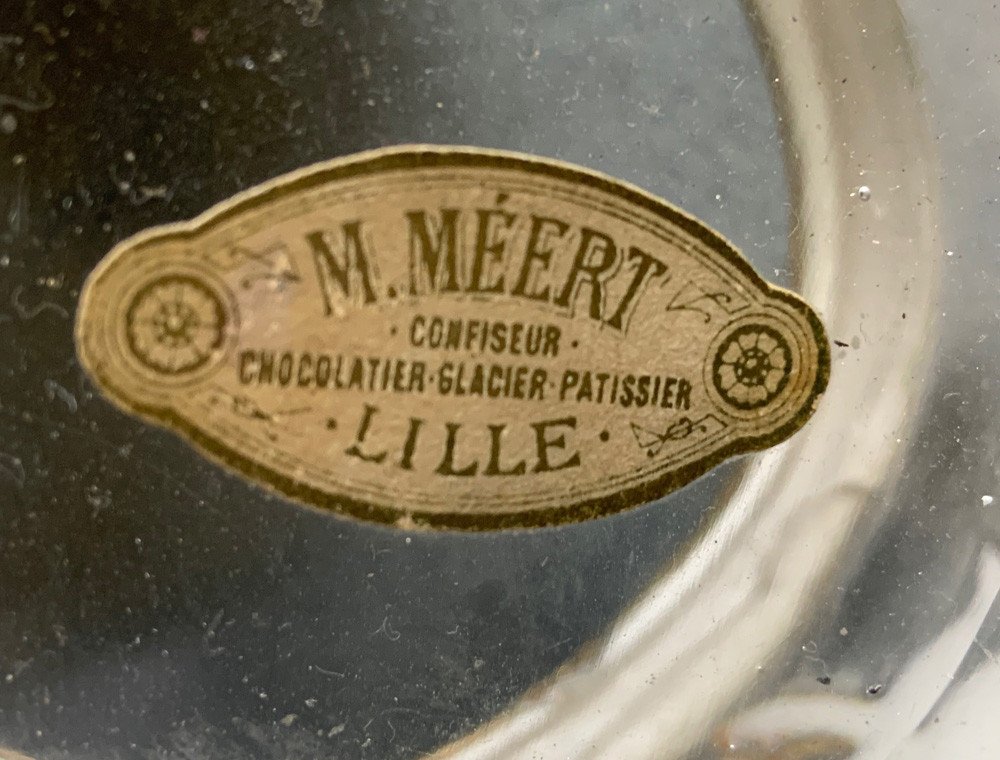 M. MÉERT
· CONFISEUR ·
CHOCOLATIER·GLACIER·PATISSIER
·LILLE·